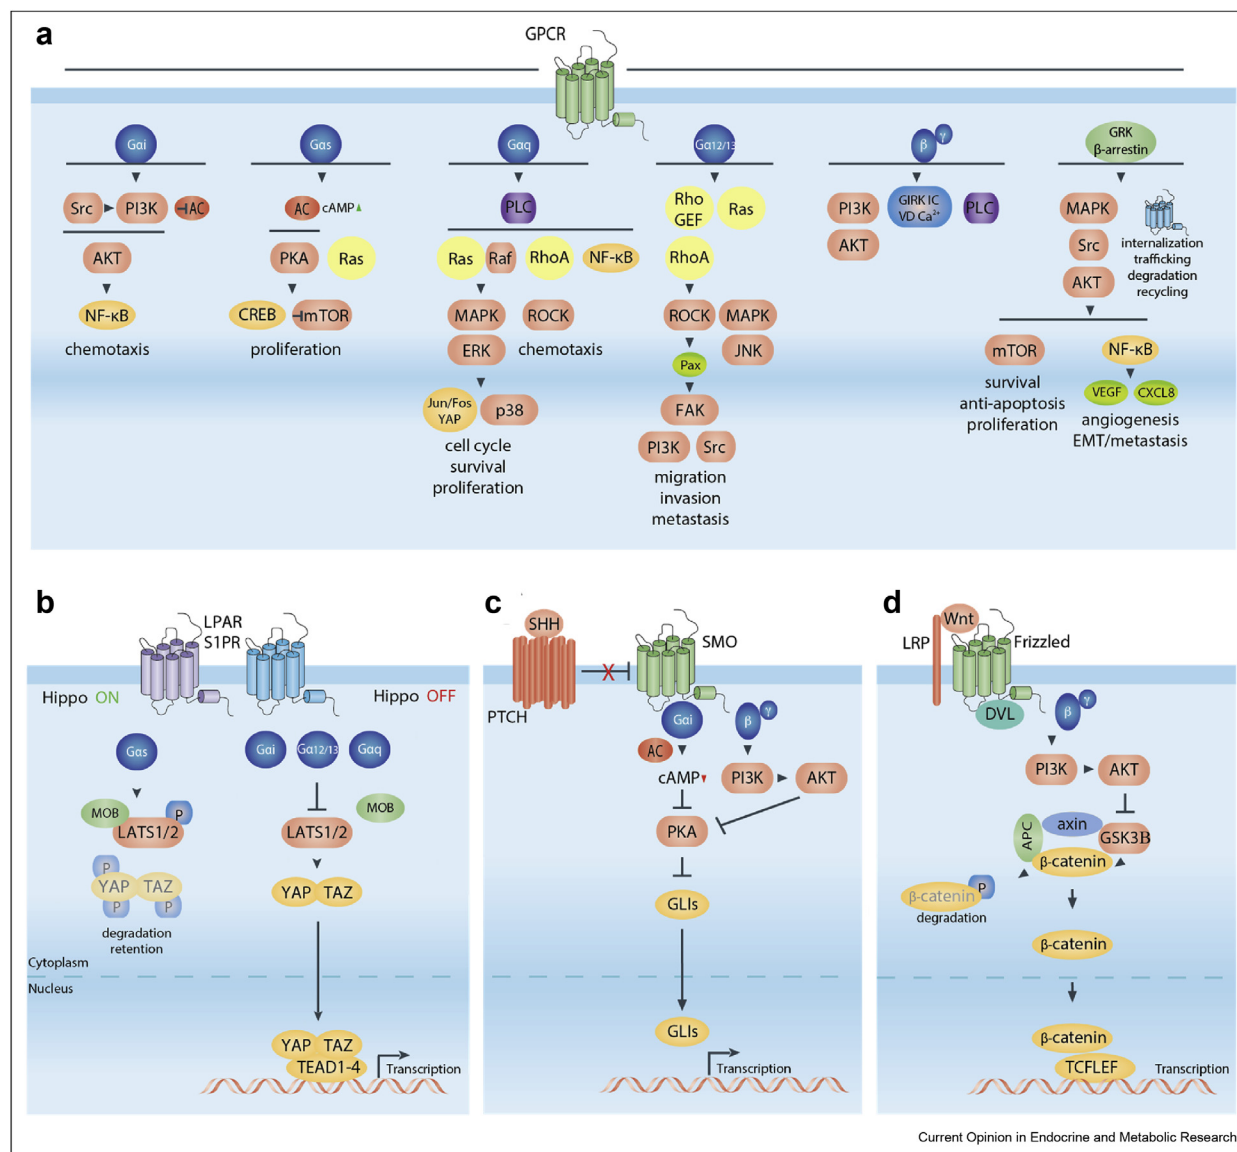 a
GPCR
Gαi
Gαs
Gαq
Gα12/13
β γ
GRK
β-arrestin
Src PI3K AC
AC cAMP
PLC
Rho
GEF
Ras
PI3K
GIRK IC
VD Ca2+
PLC
MAPK
AKT
PKA Ras
Ras Raf RhoA NF-κB
RhoA
AKT
Src
internalization
trafficking
degradation
recycling
AKT
NF-κB
CREB mTOR
MAPK ROCK
ROCK MAPK
chemotaxis
proliferation
ERK chemotaxis
JNK
mTOR NF-κB
Pax
VEGF CXCL8
survival
anti-apoptosis
proliferation
angiogenesis
EMT/metastasis
Jun/Fos
YAP
p38
FAK
cell cycle
survival
proliferation
PI3K Src
migration
invasion
metastasis
b
LPAR
S1PR
Hippo ON
Hippo OFF
Gαs
Gαi Gα12/13 Gαq
MOB P
LATS1/2
MOB
LATS1/2
P
YAP TAZ
P P
degradation
retention
YAP TAZ
Cytoplasm
Nucleus
YAP TAZ
TEAD1-4
Transcription
c
SHH
SMO
X
PTCH
Gαi β γ
AC
cAMP PI3K AKT
PKA
GLIs
GLIs
Transcription
d
Wnt
LRP
Frizzled
DVL β γ
PI3K AKT
APC axin GSK3B
β-catenin
β-catenin P
degradation
β-catenin
β-catenin
TCFLEF
Transcription
Current Opinion in Endocrine and Metabolic Research